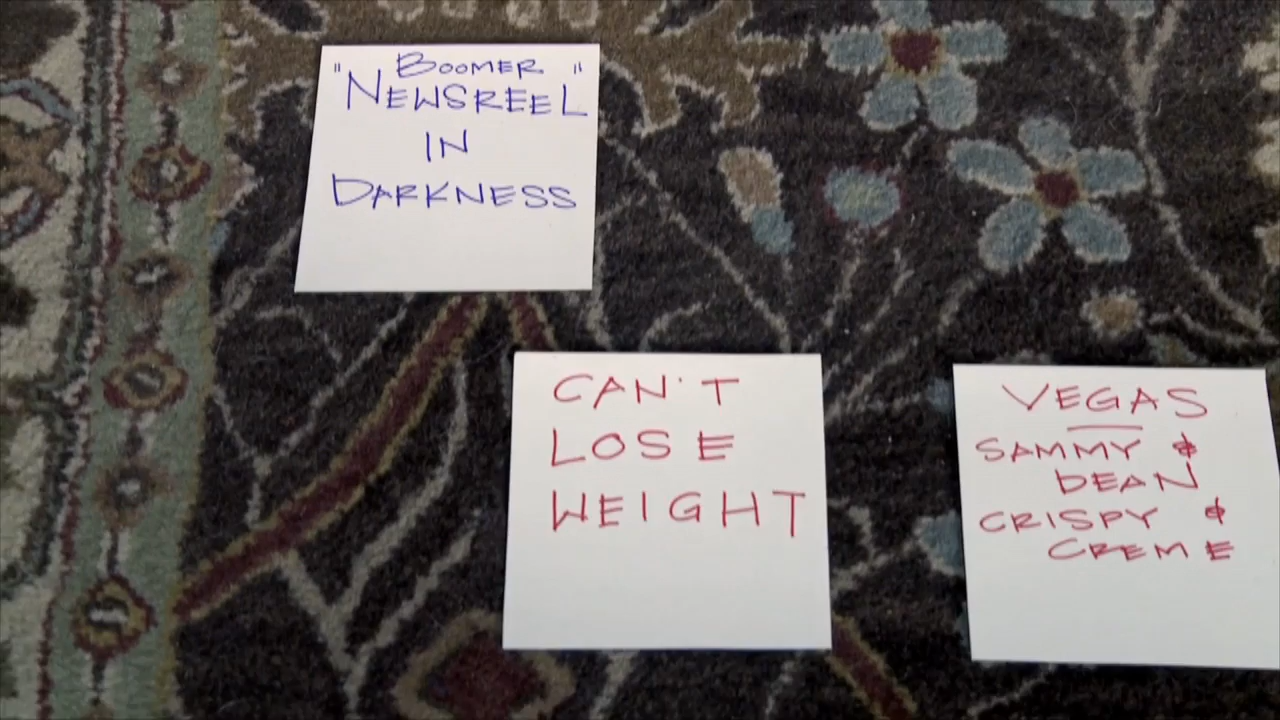 BOOMER
"NEWSREEL"
IN
DARKNESS
CAN'T
LOSE
WEIGHT
VEGAS
SAMMY &
DEAN
CRISPY &
CREME